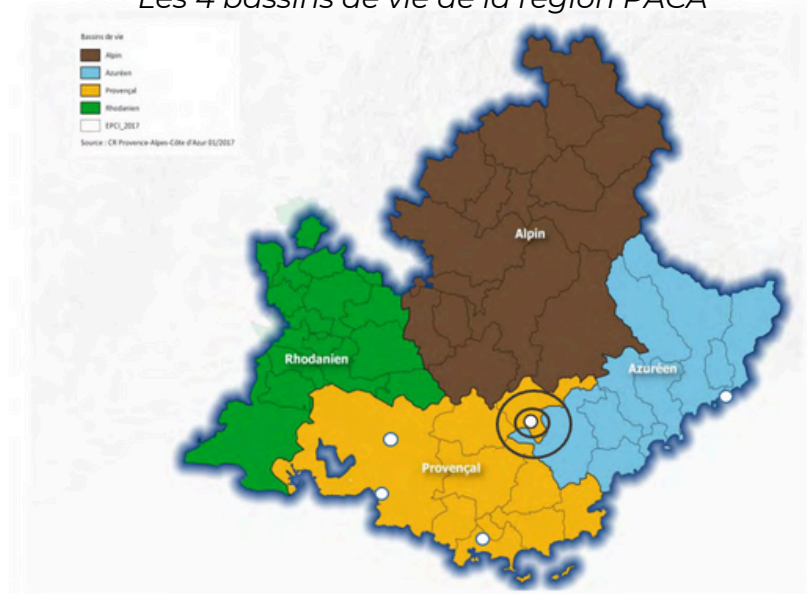 Les 4 bassins de vie de la région PACA
Bassins de vie
Alpin
Azuréen
Provençal
Rhodanien
EPCI_2017
Source : CR Provence-Alpes-Côte d'Azur 01/2017
Alpin
Rhodanien
Azuréen
Provençal